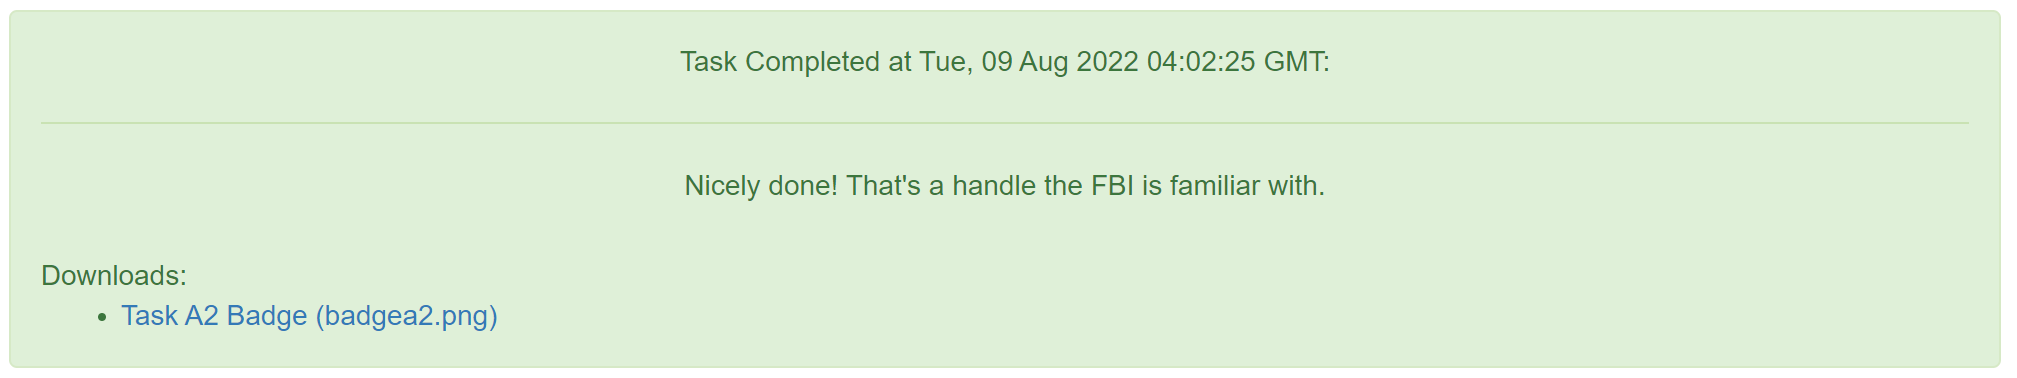 Task Completed at Tue, 09 Aug 2022 04:02:25 GMT:
Nicely done! That's a handle the FBI is familiar with.
Downloads:
• Task A2 Badge (badgea2.png)